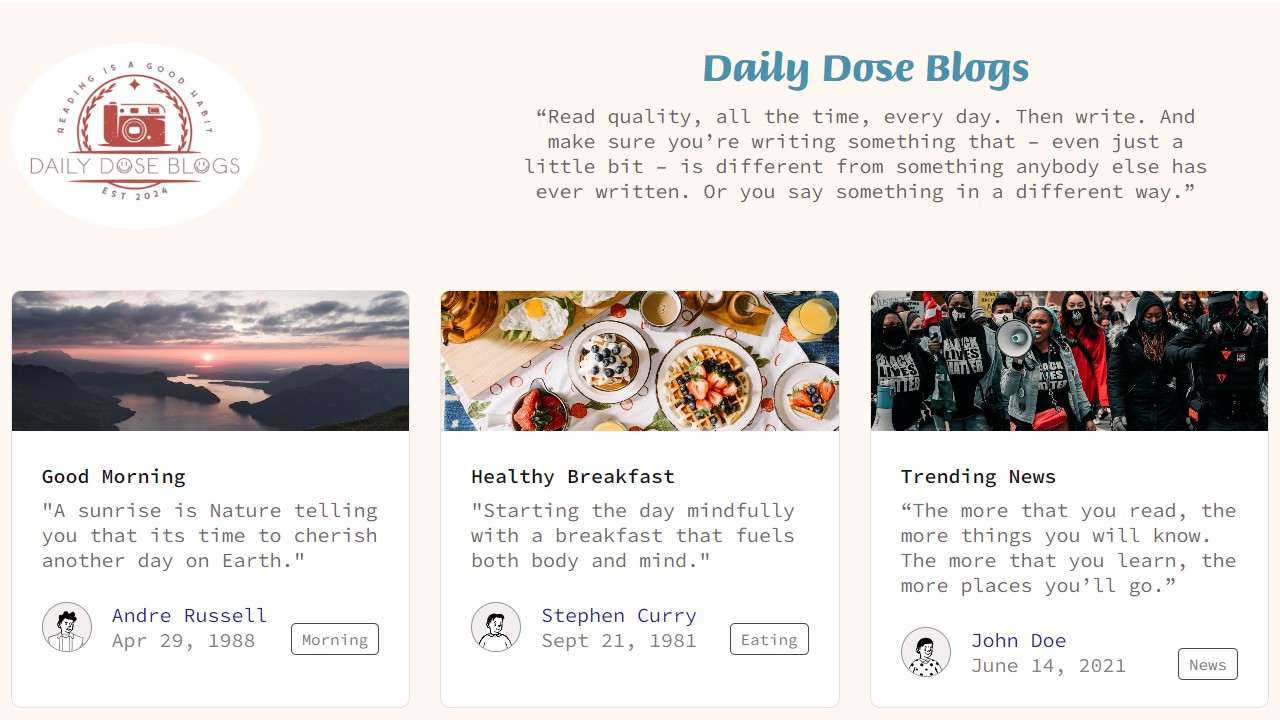 READING IS A GOOD HABIT
DAILY DOSE BLOGS
EST 2024
Daily Dose Blogs
“Read quality, all the time, every day. Then write. And
make sure you’re writing something that – even just a
little bit – is different from something anybody else has
ever written. Or you say something in a different way.”
BLACK
LIVES
MATTER
BLACK
LIVES
MATTER
Good Morning
"A sunrise is Nature telling
you that its time to cherish
another day on Earth."
Andre Russell
Apr 29, 1988
Morning
Healthy Breakfast
"Starting the day mindfully
with a breakfast that fuels
both body and mind."
Stephen Curry
Sept 21, 1981
Eating
Trending News
“The more that you read, the
more things you will know.
The more that you learn, the
more places you’ll go.”
John Doe
June 14, 2021
News